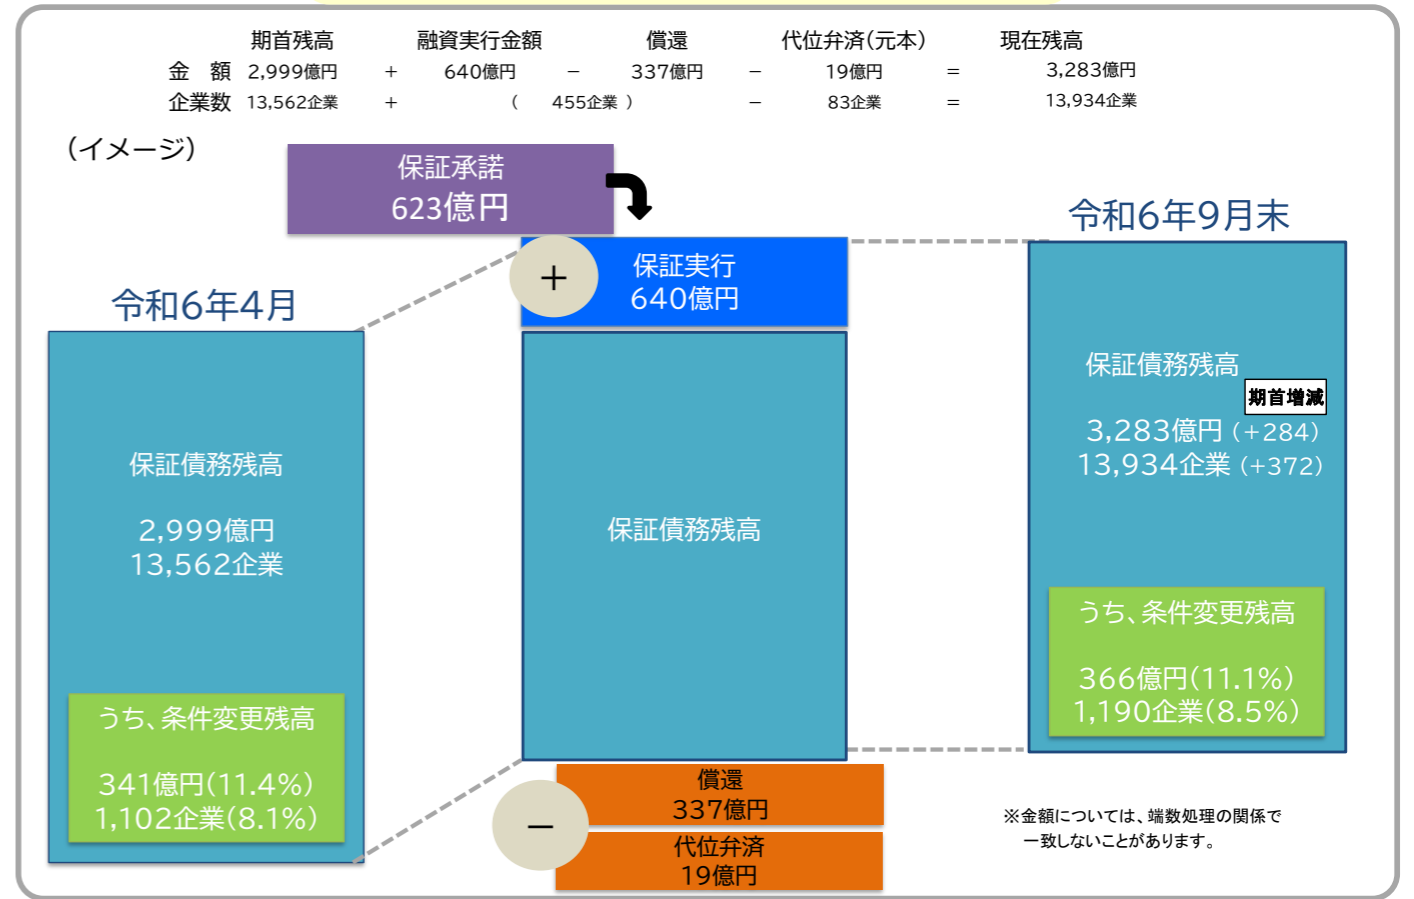 期首残高 融資実行金額 償還 代位弁済(元本) 現在残高
金 額 2,999億円 + 640億円 − 337億円 − 19億円 = 3,283億円
企業数 13,562企業 + ( 455企業 ) − 83企業 = 13,934企業
(イメージ)
保証承諾
623億円
令和6年9月末
+
保証実行
640億円
令和6年4月
保証債務残高
期首増減
3,283億円 (+284)
13,934企業 (+372)
保証債務残高
2,999億円
13,562企業
保証債務残高
うち、条件変更残高
366億円(11.1%)
1,190企業(8.5%)
うち、条件変更残高
341億円(11.4%)
1,102企業(8.1%)
−
償還
337億円
代位弁済
19億円
※金額については、端数処理の関係で
一致しないことがあります。